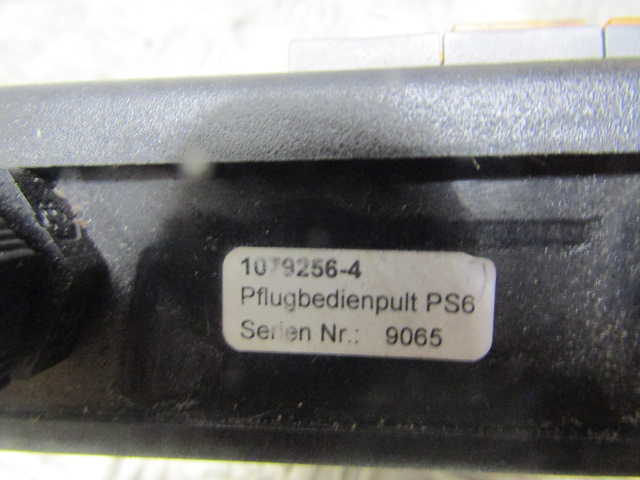 1079256-4
Pflugbedienpult PS6
Serien Nr.: 9065